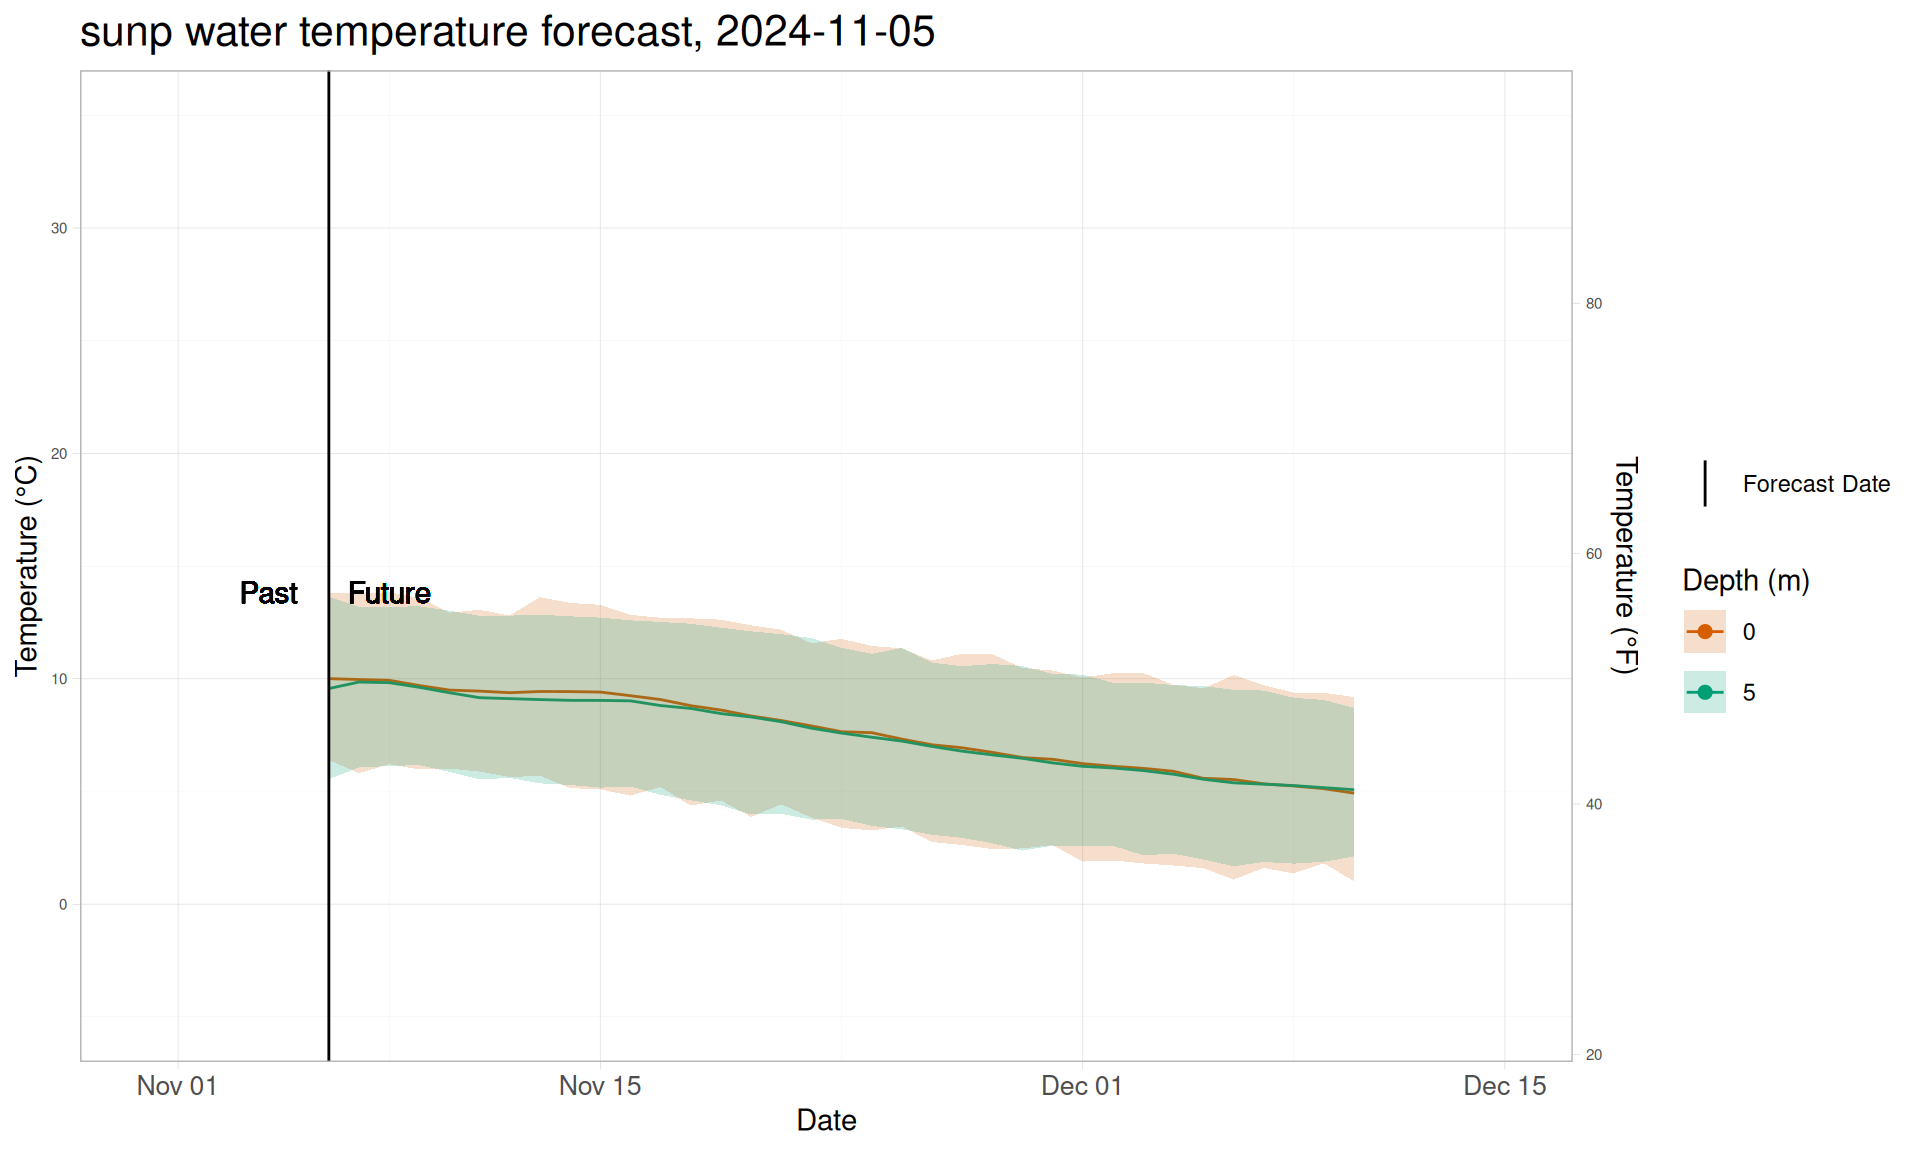 sunp water temperature forecast, 2024-11-05
30
20
10
0
Temperature (°C)
Past
Future
80
60
40
20
Temperature (°F)
Nov 01
Nov 15
Dec 01
Dec 15
Date
Forecast Date
Depth (m)
0
5